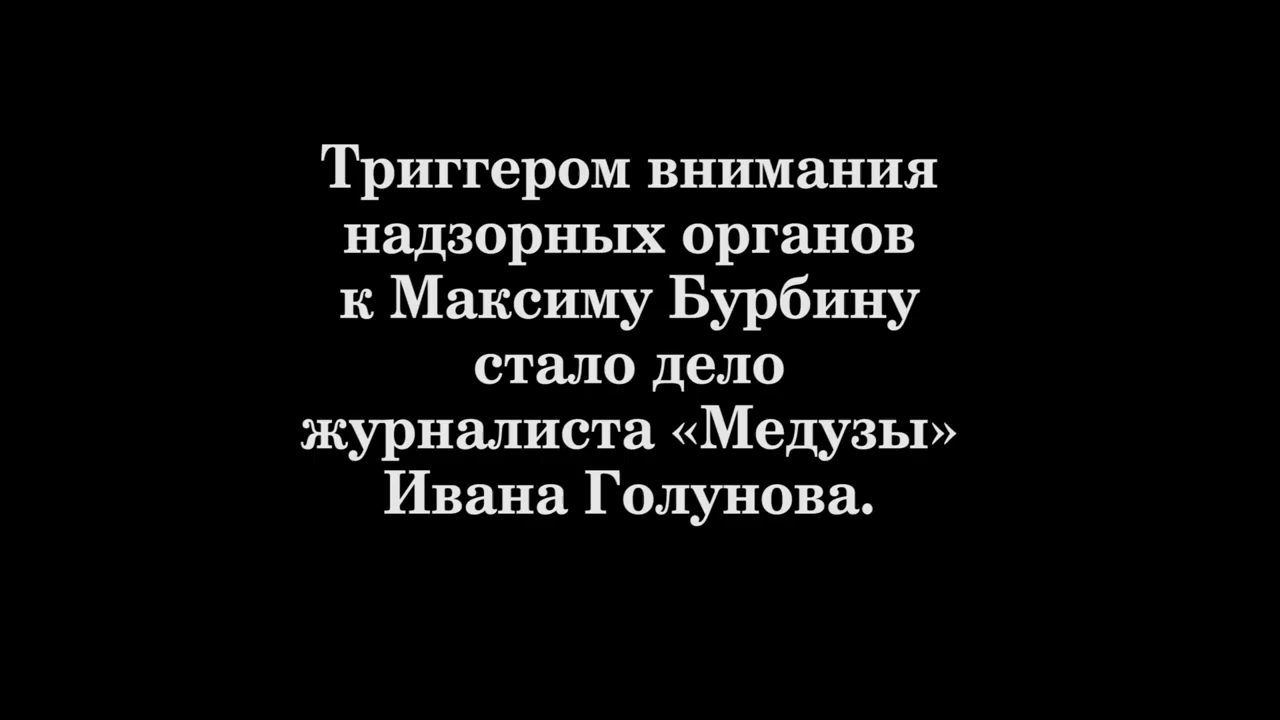 Триггером внимания
надзорных органов
к Максиму Бурбину
стало дело
журналиста «Медузы»
Ивана Голунова.